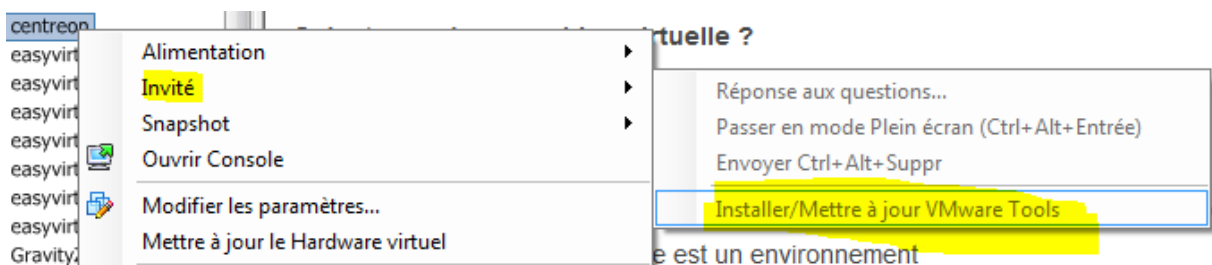 centreon
tuelle ?
easyvirt
easyvirt
easyvirt
easyvirt
easyvirt
easyvirt
easyvirt
Gravity
Alimentation
Invité
Snapshot
Ouvrir Console
Modifier les paramètres...
Mettre à jour le Hardware virtuel
Réponse aux questions...
Passer en mode Plein écran (Ctrl+Alt+Entrée)
Envoyer Ctrl+Alt+Suppr
Installer/Mettre à jour VMware Tools
e est un environnement